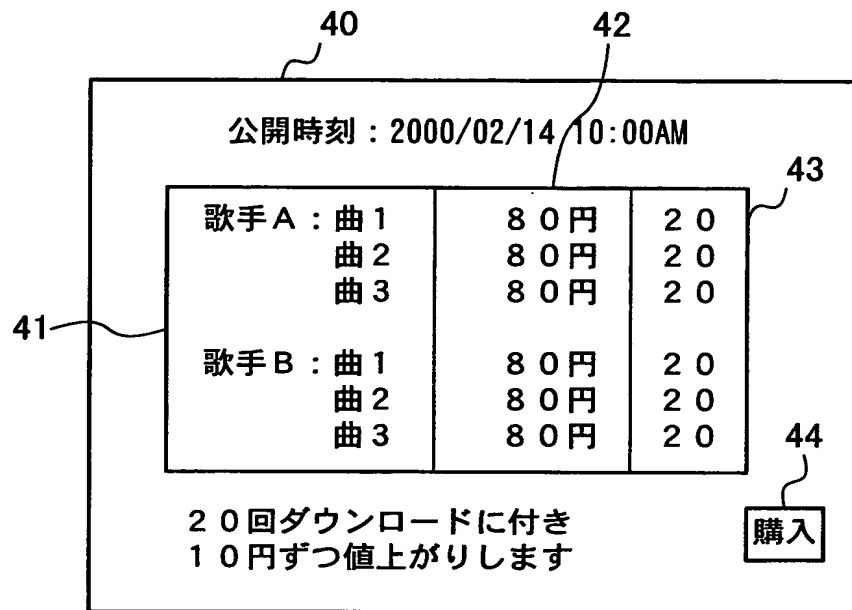 40
42
公開時刻：2000/02/14 10:00AM
43
歌手A：曲1 80円 20
曲2 80円 20
曲3 80円 20
41
歌手B：曲1 80円 20
曲2 80円 20
曲3 80円 20
44
20回ダウンロードに付き
10円ずつ値上がりします
購入